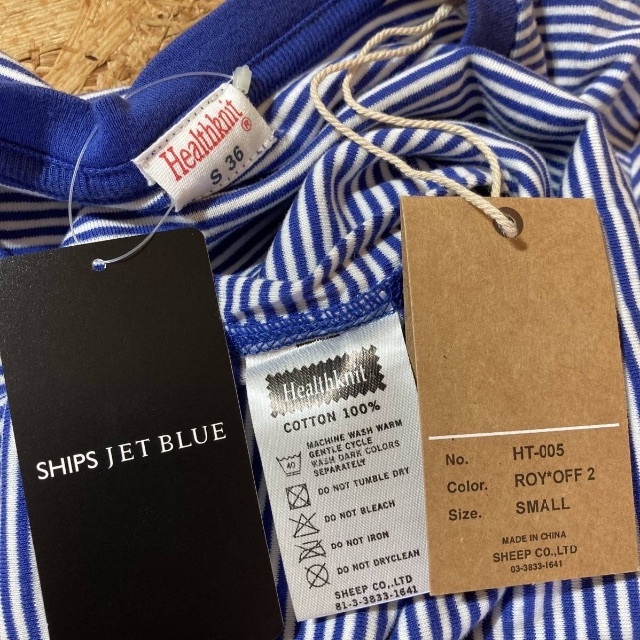 Healthknit®
S 36
SHIPS JET BLUE
Healthknit
COTTON 100%
40
MACHINE WASH WARM
GENTLE CYCLE
WASH DARK COLORS
SEPARATELY
DO NOT TUMBLE DRY
DO NOT BLEACH
DO NOT IRON
DO NOT DRYCLEAN
SHEEP CO.,LTD
81-3-3833-1641
No. HT-005
Color. ROY*OFF 2
Size. SMALL
MADE IN CHINA
SHEEP CO.,LTD
03-3833-1641